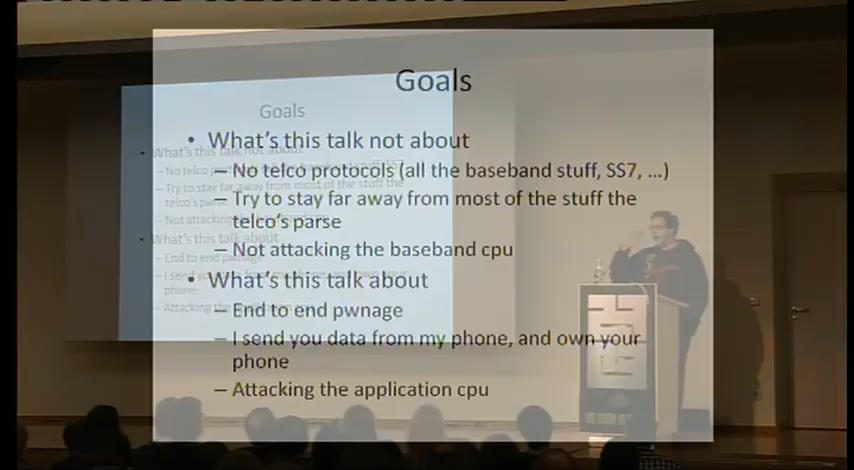 Goals
• What's this talk not about
– No telco protocols (all the baseband stuff, SS7, ...)
– Try to stay far away from most of the stuff the
telco's parse
– Not attacking the baseband cpu
• What's this talk about
– End to end pwnage
– I send you data from my phone, and own your
phone
– Attacking the application cpu
Goals